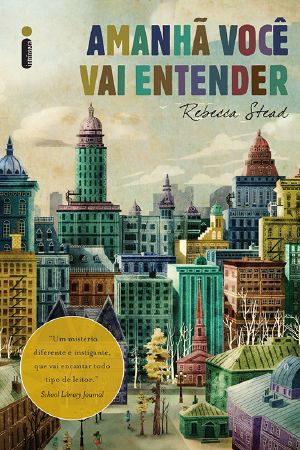 AMANHÃ VOCÊ
VAI ENTENDER
Rebecca Stead
"Um mistério
diferente e instigante,
que vai encantar todo
tipo de leitor."
School Library Journal